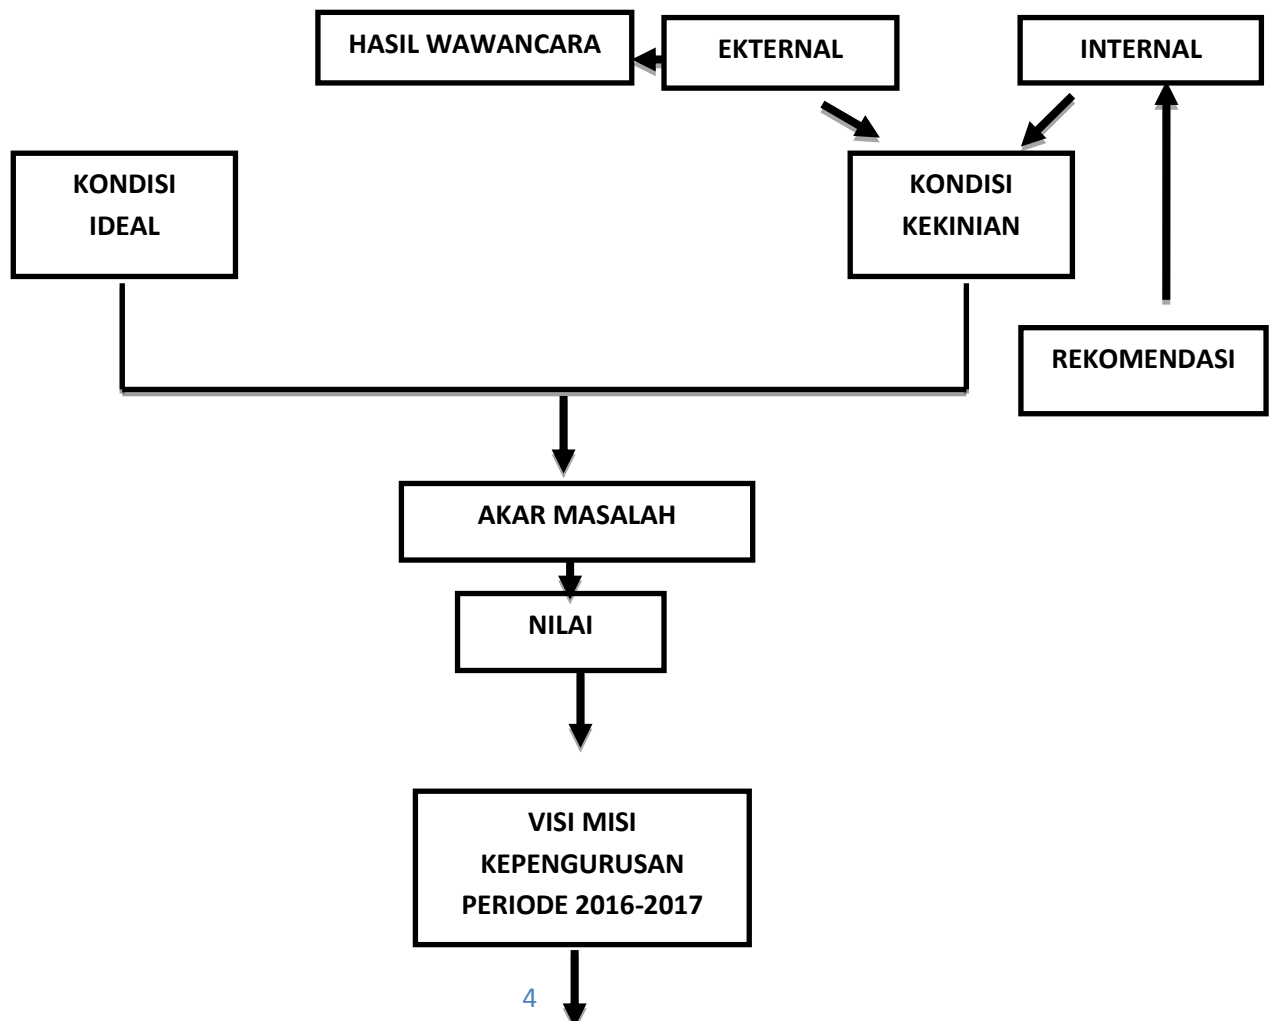 HASIL WAWANCARA
EKTERNAL
INTERNAL
KONDISI
IDEAL
KONDISI
KEKINIAN
REKOMENDASI
AKAR MASALAH
NILAI
VISI MISI
KEPENGURUSAN
PERIODE 2016-2017
4